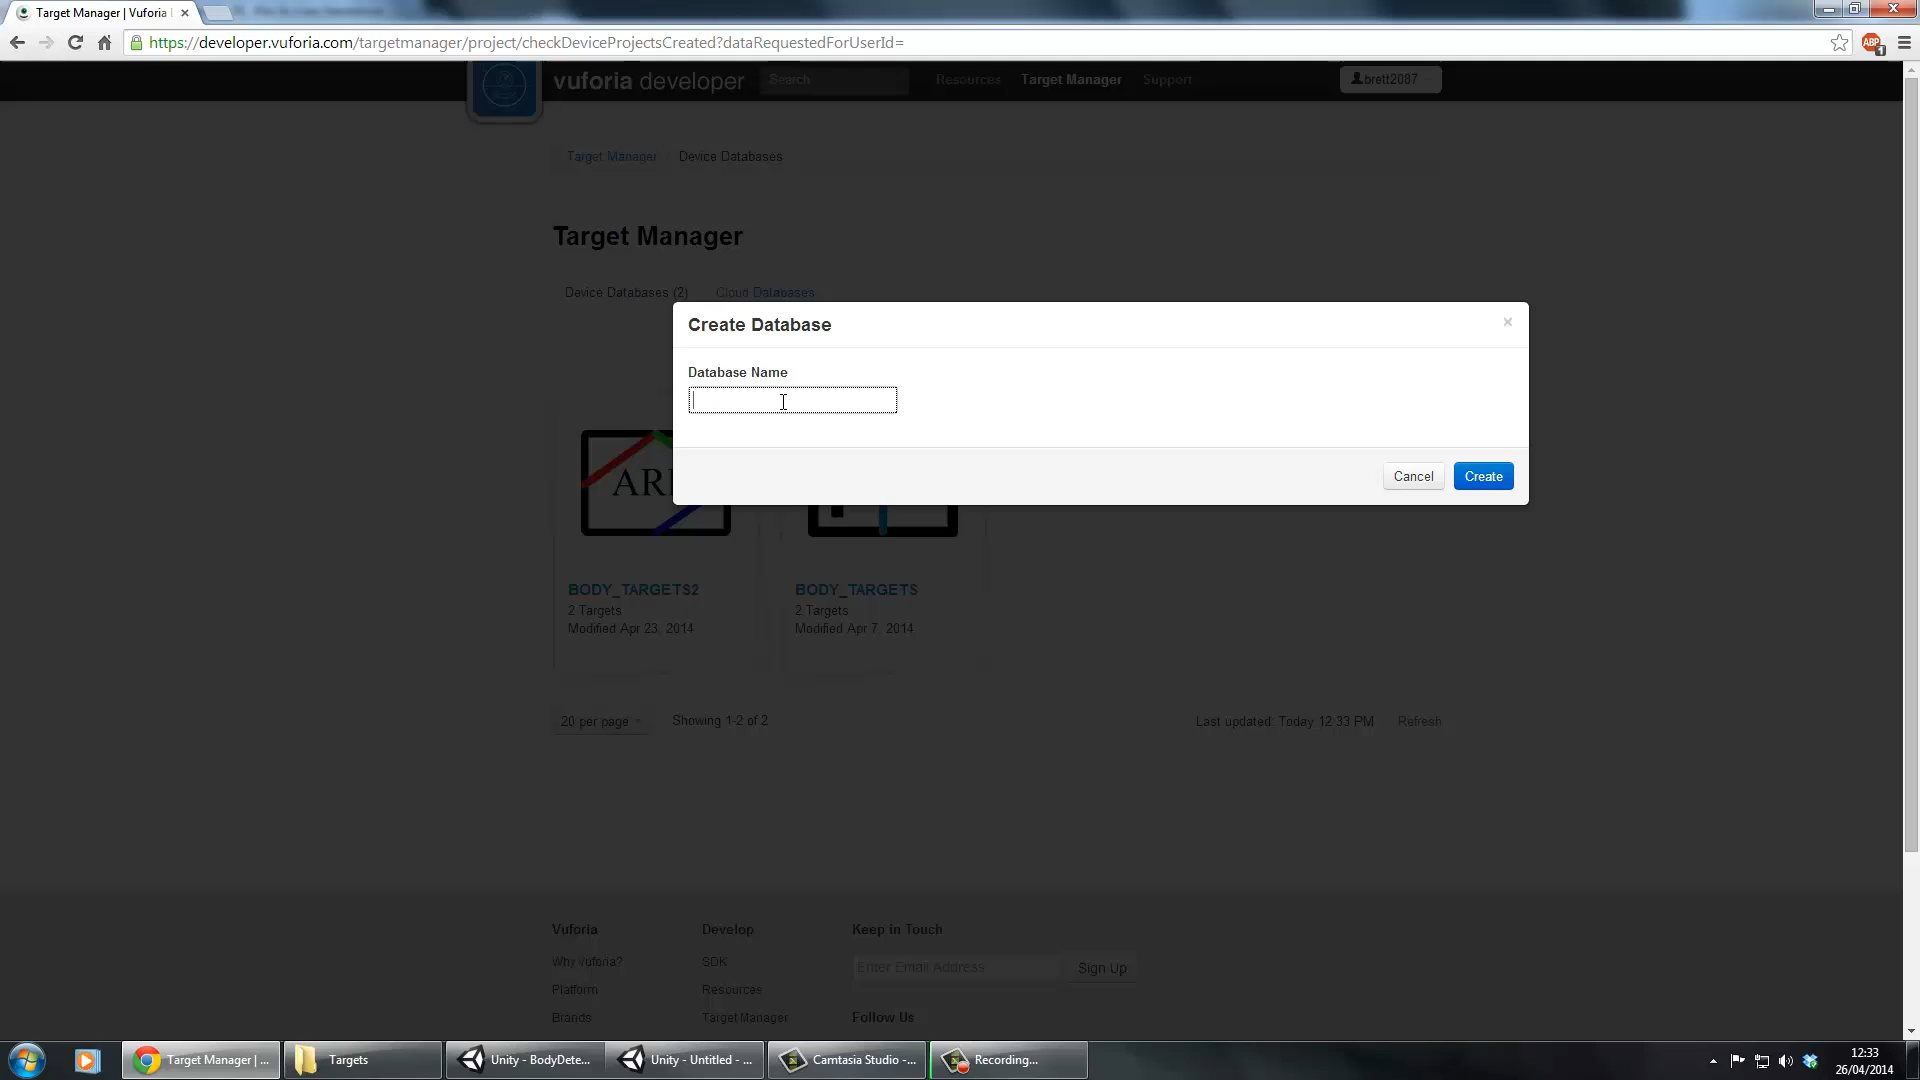 Target Manager | Vuforia
https://developer.vuforia.com/targetmanager/project/checkDeviceProjectsCreated?dataRequestedForUserId=
ABP
1
vuforia developer
Search
Resources
Target Manager
Support
brett2087
Target Manager
Device Databases
Target Manager
Device Databases (2)
Cloud Databases
Create Database
×
Database Name
Cancel
Create
AR
BODY_TARGETS2
2 Targets
Modified Apr 23, 2014
BODY_TARGETS
2 Targets
Modified Apr 7, 2014
20 per page
Showing 1-2 of 2
Last updated: Today 12:33 PM
Refresh
Vuforia
Develop
Keep in Touch
Why Vuforia?
SDK
Enter Email Address
Sign Up
Platform
Resources
Brands
Target Manager
Follow Us
Target Manager | ...
Targets
Unity - BodyDete...
Unity - Untitled - ...
Camtasia Studio -...
Recording...
12:33
26/04/2014